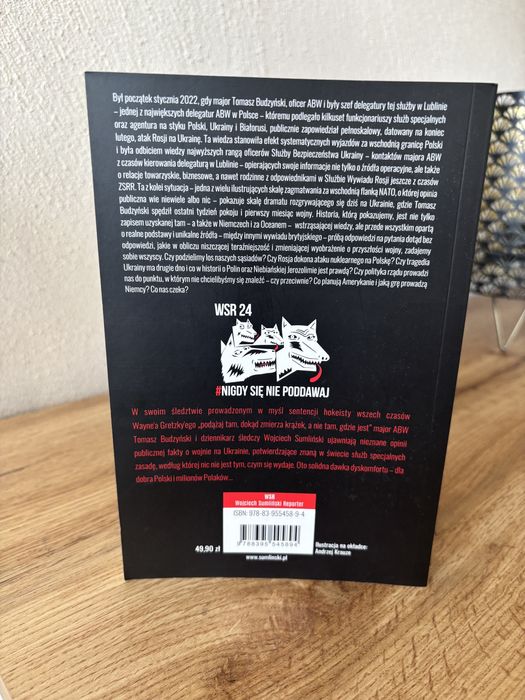 Był początek stycznia 2022, gdy major Tomasz Budzyński, oficer ABW i były szef delegatury tej służby w Lublinie
– jednej z największych delegatur ABW w Polsce – któremu podlegało kilkuset funkcjonariuszy służb specjalnych
oraz agentura na styku Polski, Ukrainy i Białorusi, publicznie zapowiedział pełnoskalowy, datowany na koniec
lutego, atak Rosji na Ukrainę. Ta wiedza stanowiła efekt systematycznych wyjazdów za wschodnią granicę Polski
i była odbiciem wiedzy najwyższych rangą oficerów Służby Bezpieczeństwa Ukrainy – kontaktów majora ABW
z czasów kierowania delegaturą w Lublinie – opierających swoje informacje nie tylko o źródła operacyjne, ale także
o relacje towarzyskie, biznesowe, a nawet rodzinne z odpowiednikami w Służbie Wywiadu Rosji jeszcze z czasów
ZSRR. Ta z kolei sytuacja – jedna z wielu ilustrujących skalę zagmatwania za wschodnią flanką NATO, o której opinia
publiczna wie niewiele albo nic – pokazuje skalę dramatu rozgrywającego się dziś na Ukrainie, gdzie Tomasz
Budzyński spędził ostatni tydzień pokoju i pierwszy miesiąc wojny. Historia, którą pokazujemy, jest nie tylko
zapisem uzyskanej tam – a także w Niemczech i za Oceanem – wstrząsającej wiedzy, ale przede wszystkim opartą
o realne podstawy i unikalne źródła – między innymi wywiadu brytyjskiego – próbą odpowiedzi na pytania dotąd bez
odpowiedzi, jakie w obliczu niszczącej teraźniejszość i zmieniającej wyobrażenie o przyszłości wojny, zadajemy
sobie wszyscy. Czy podzielimy los naszych sąsiadów? Czy Rosja dokona ataku nuklearnego na Polskę? Czy tragedia
Ukrainy ma drugie dno i co w historii o Polin oraz Niebiańskiej Jerozolimie jest prawdą? Czy polityka rządu prowadzi
nas do punktu, w którym nie chcielibyśmy się znaleźć – czy przeciwnie? Co planują Amerykanie i jaką grę prowadzą
Niemcy? Co nas czeka?
WSR 24
#NIGDY SIĘ NIE PODDAWAJ
W swoim śledztwie prowadzonym w myśl sentencji hokeisty wszech czasów
Wayne'a Gretzky'ego „podążaj tam, dokąd zmierza krążek, a nie tam, gdzie jest” major ABW
Tomasz Budzyński i dziennikarz śledczy Wojciech Sumliński ujawniają nieznane opinii
publicznej fakty o wojnie na Ukrainie, potwierdzające znaną w świecie służb specjalnych
zasadę, według której nic nie jest tym, czym się wydaje. Oto solidna dawka dyskomfortu – dla
dobra Polski i milionów Polaków...
WSR
Wojciech Sumliński Reporter
ISBN: 978-83-955458-9-4
9 788395 545894
49,90 zł
www.sumlinski.pl
Ilustracja na okładce:
Andrzej Krauze